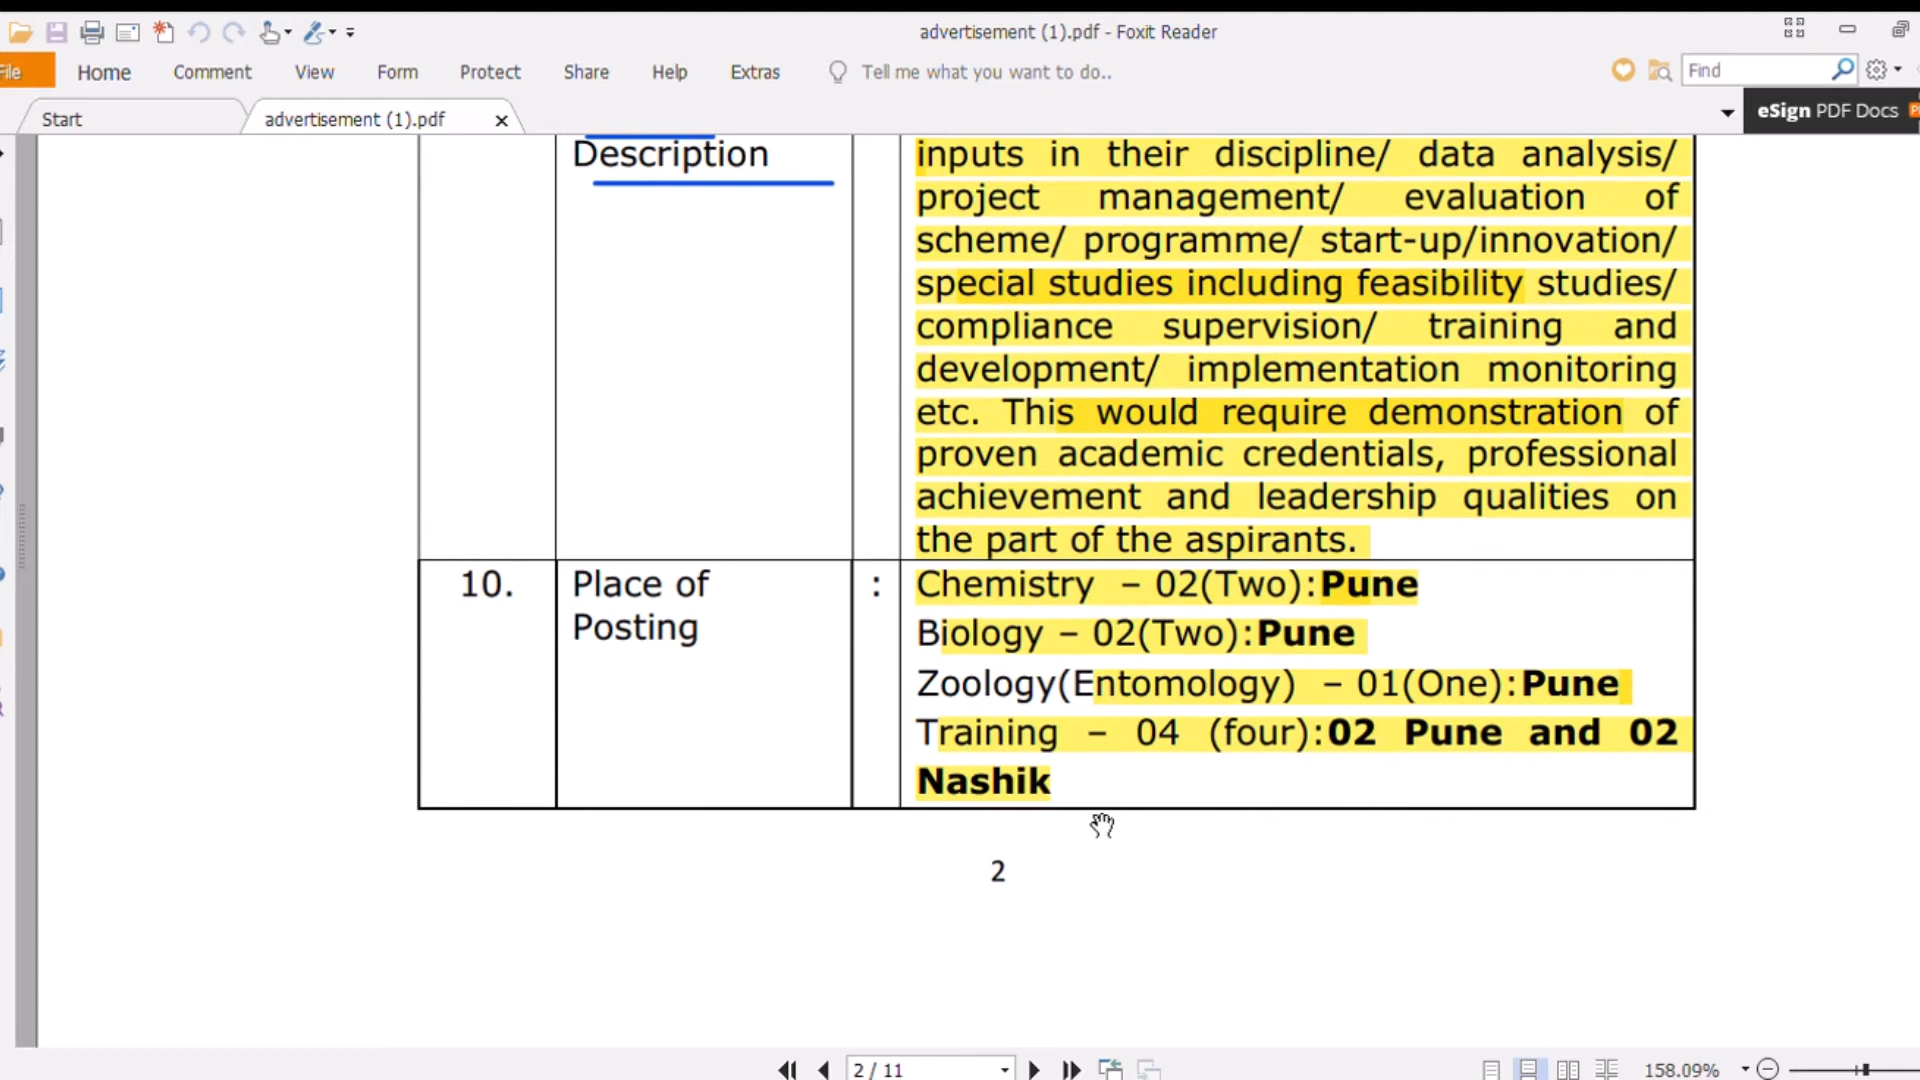 advertisement (1).pdf - Foxit Reader
File Home Comment View Form Protect Share Help Extras Tell me what you want to do.. Find
Start advertisement (1).pdf eSign PDF Docs
Description
inputs in their discipline/ data analysis/
project management/ evaluation of
scheme/ programme/ start-up/innovation/
special studies including feasibility studies/
compliance supervision/ training and
development/ implementation monitoring
etc. This would require demonstration of
proven academic credentials, professional
achievement and leadership qualities on
the part of the aspirants.
10. Place of : Chemistry – 02(Two):Pune
Posting
Biology – 02(Two):Pune
Zoology(Entomology) – 01(One):Pune
Training – 04 (four):02 Pune and 02
Nashik
2
2 / 11 158.09%